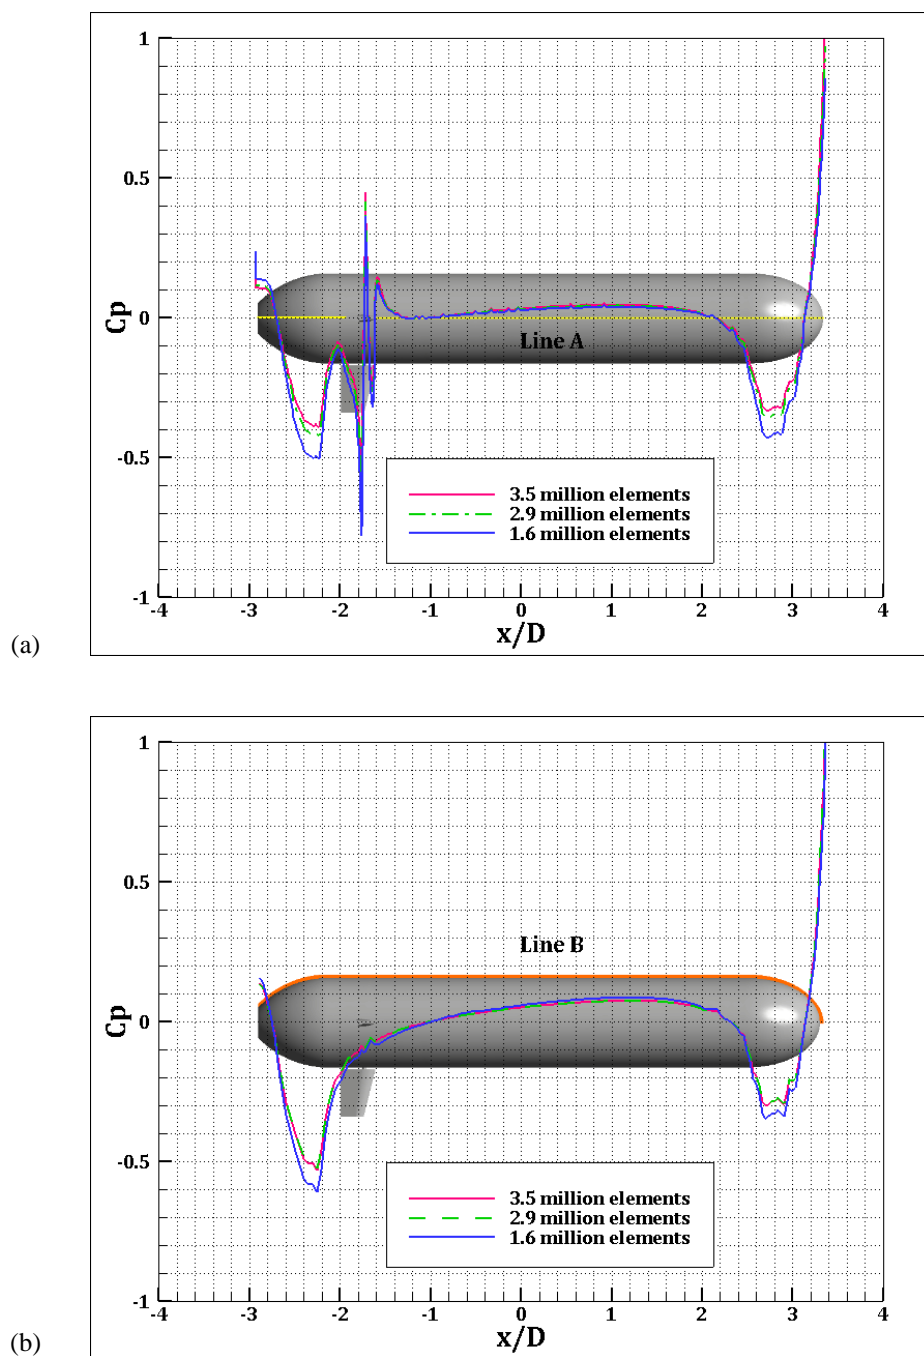 1
0.5
Cp
0
Line A
-0.5
3.5 million elements
2.9 million elements
1.6 million elements
-1
-4 -3 -2 -1 0 1 2 3 4
x/D
(a)
1
0.5
Line B
Cp
0
-0.5
3.5 million elements
2.9 million elements
1.6 million elements
-1
-4 -3 -2 -1 0 1 2 3 4
x/D
(b)